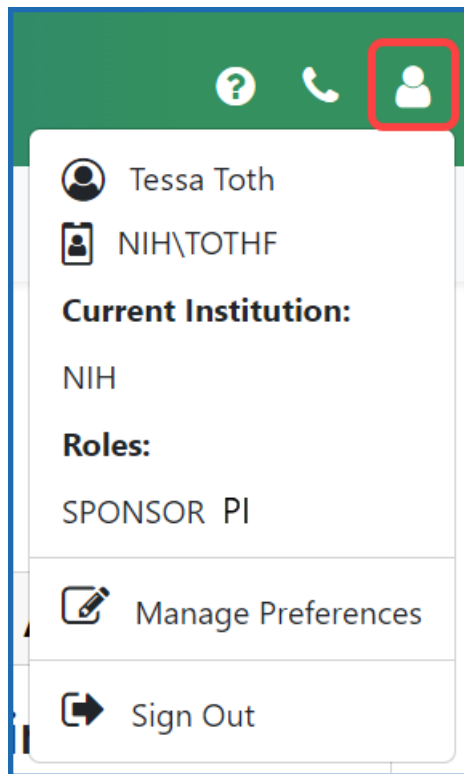 Tessa Toth
NIH\TOTHF
Current Institution:
NIH
Roles:
SPONSOR PI
Manage Preferences
Sign Out